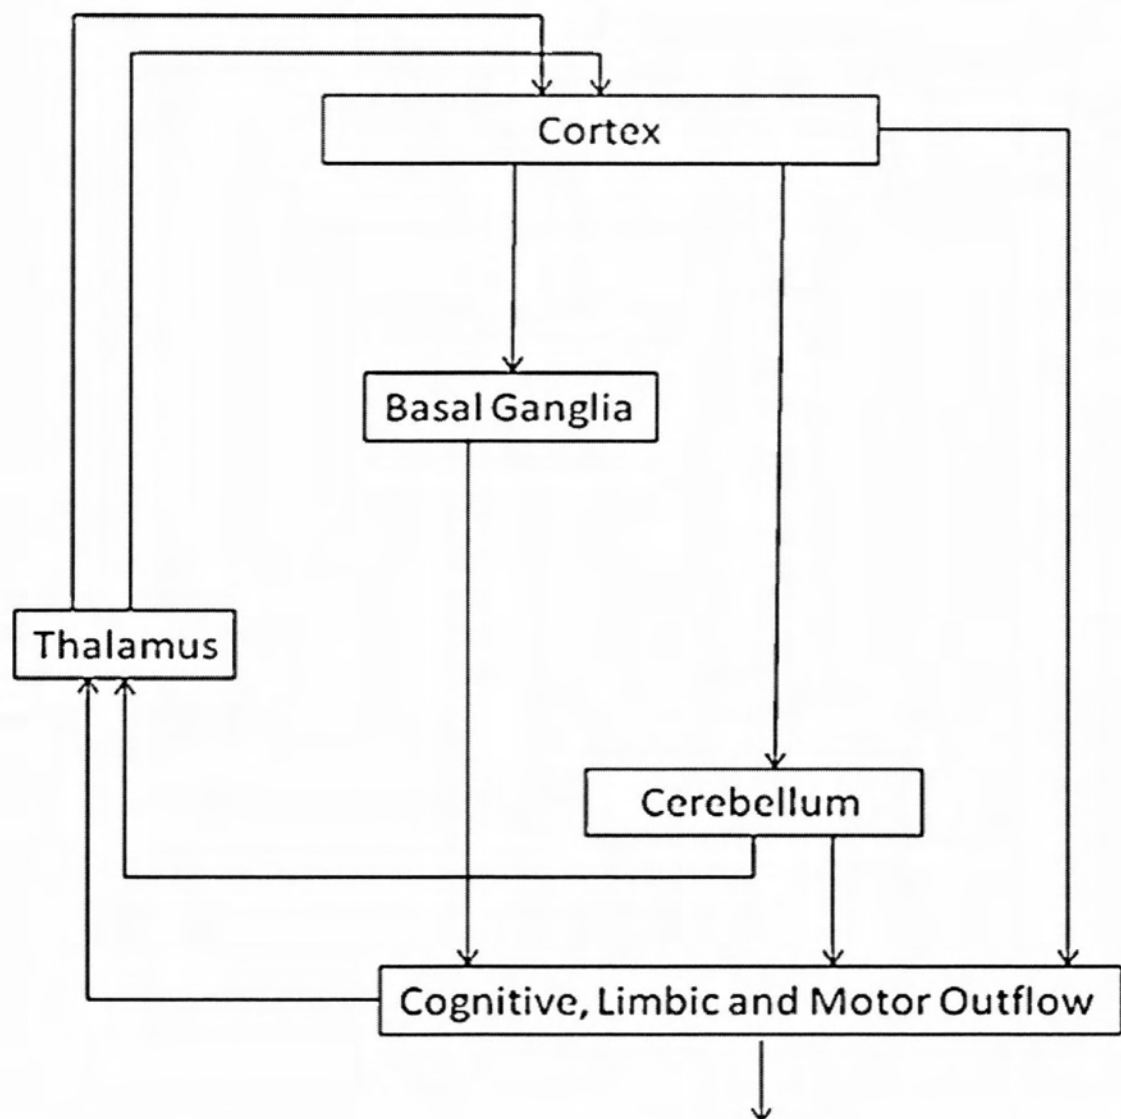 Cortex
Basal Ganglia
Thalamus
Cerebellum
Cognitive, Limbic and Motor Outflow